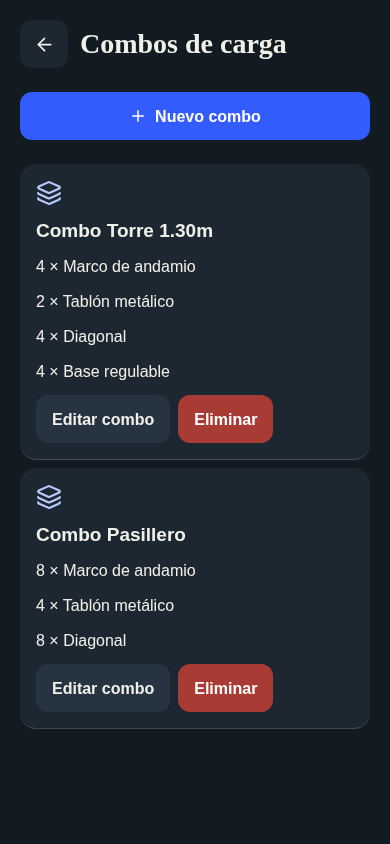 Combos de carga
Nuevo combo
Combo Torre 1.30m
4 × Marco de andamio
2 × Tablón metálico
4 × Diagonal
4 × Base regulable
Editar combo
Eliminar
Combo Pasillero
8 × Marco de andamio
4 × Tablón metálico
8 × Diagonal
Editar combo
Eliminar